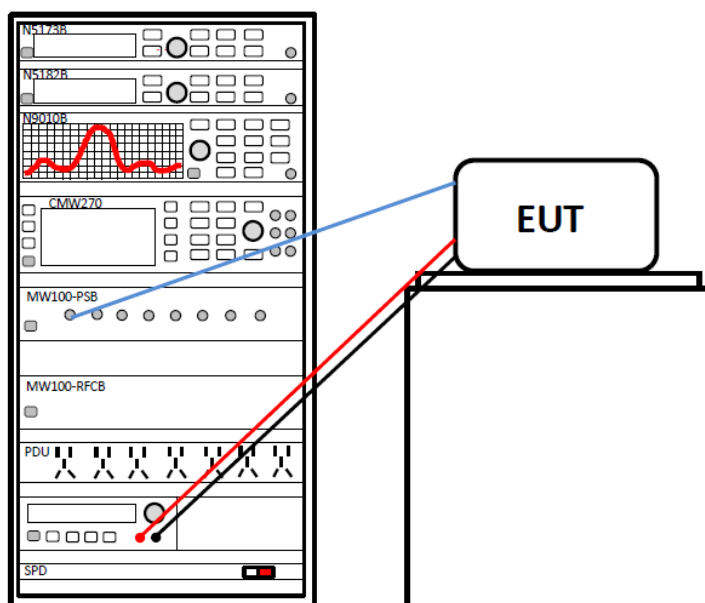 N5173B
N5182B
N9010B
CMW270
EUT
MW100-PSB
MW100-RFCB
PDU
SPD